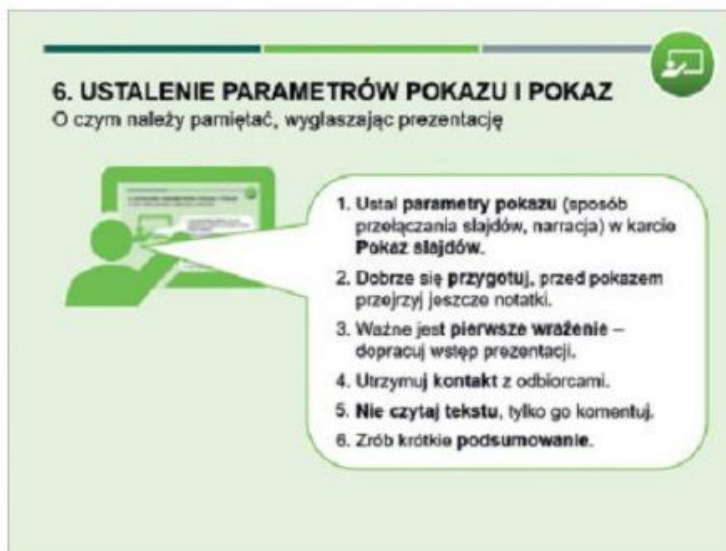 6. USTALENIE PARAMETRÓW POKAZU I POKAZ
O czym należy pamiętać, wygłaszając prezentację
1. Ustal parametry pokazu (sposób
przełączania slajdów, narracja) w karcie
Pokaz slajdów.
2. Dobrze się przygotuj, przed pokazem
przejrzyj jeszcze notatki.
3. Ważne jest pierwsze wrażenie –
dopracuj wstęp prezentacji.
4. Utrzymuj kontakt z odbiorcami.
5. Nie czytaj tekstu, tylko go komentuj.
6. Zrób krótkie podsumowanie.